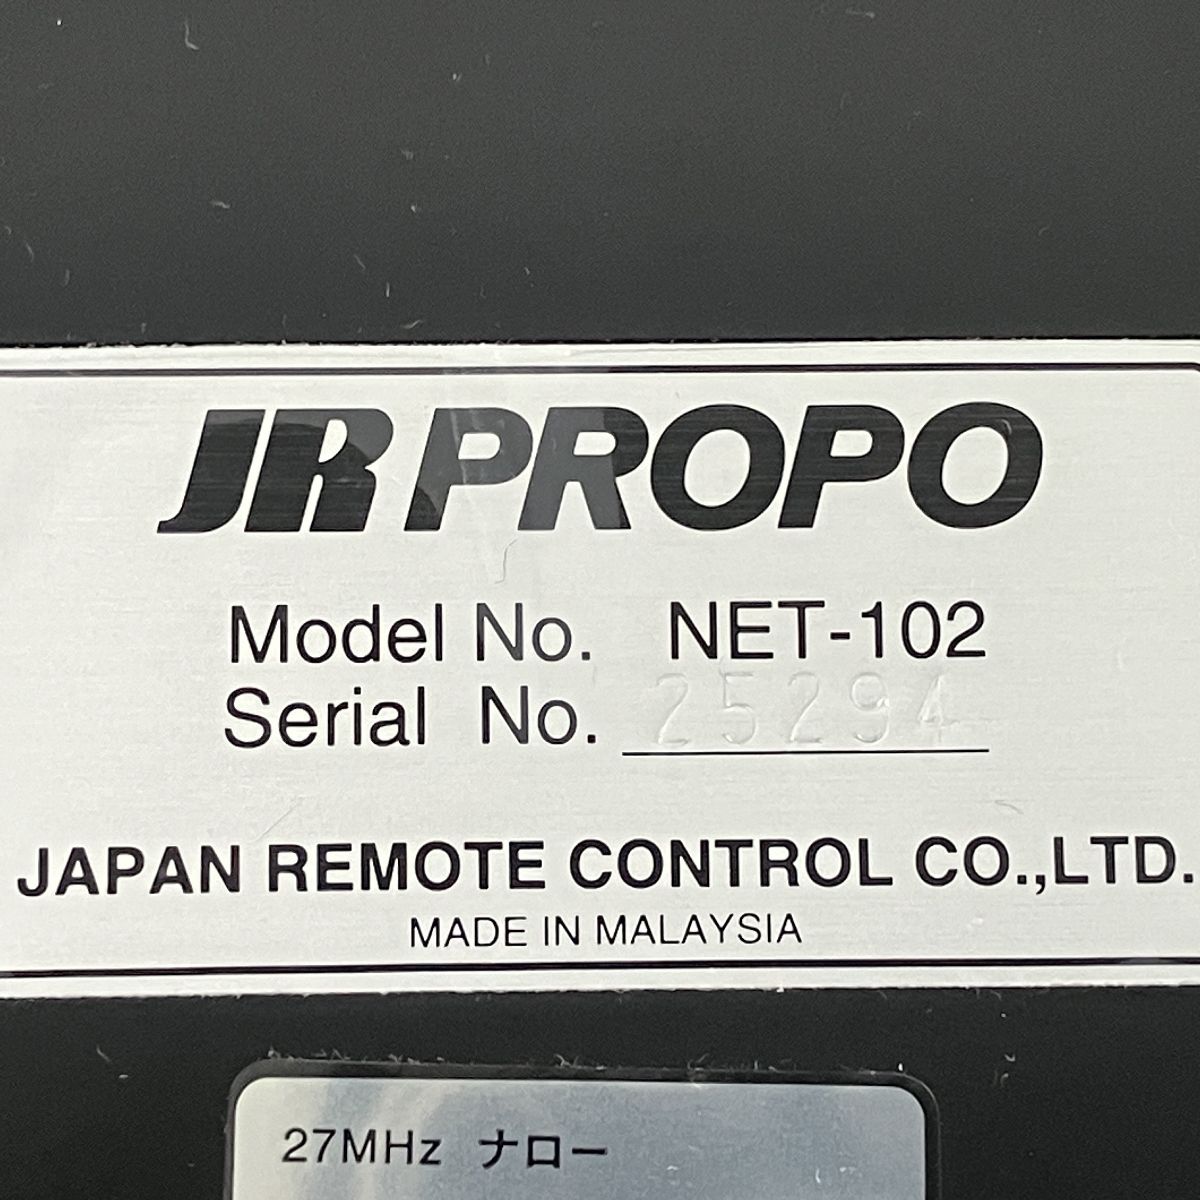 JR PROPO
Model No. NET-102
Serial No. 25294
JAPAN REMOTE CONTROL CO.,LTD.
MADE IN MALAYSIA
27MHz ナロー